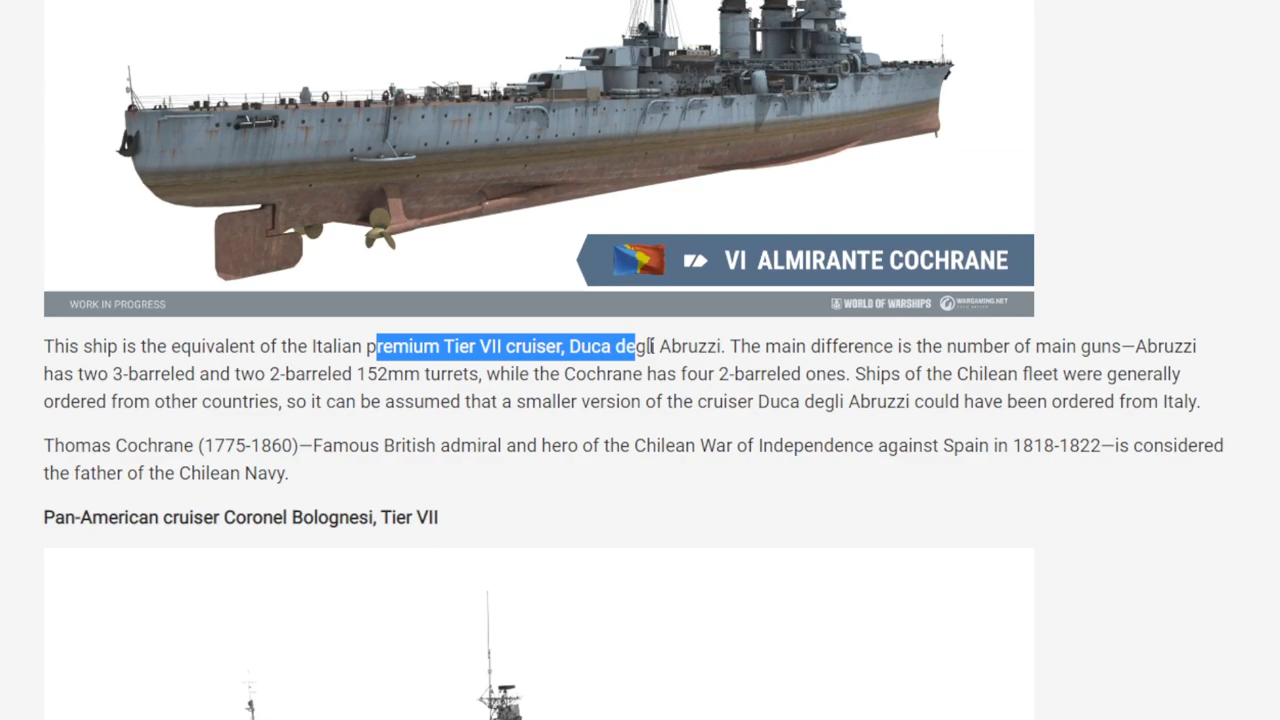 VI ALMIRANTE COCHRANE
WORK IN PROGRESS
WORLD OF WARSHIPS
WARGAMING.NET
This ship is the equivalent of the Italian premium Tier VII cruiser, Duca degli Abruzzi. The main difference is the number of main guns—Abruzzi
has two 3-barreled and two 2-barreled 152mm turrets, while the Cochrane has four 2-barreled ones. Ships of the Chilean fleet were generally
ordered from other countries, so it can be assumed that a smaller version of the cruiser Duca degli Abruzzi could have been ordered from Italy.
Thomas Cochrane (1775-1860)—Famous British admiral and hero of the Chilean War of Independence against Spain in 1818-1822—is considered
the father of the Chilean Navy.
Pan-American cruiser Coronel Bolognesi, Tier VII